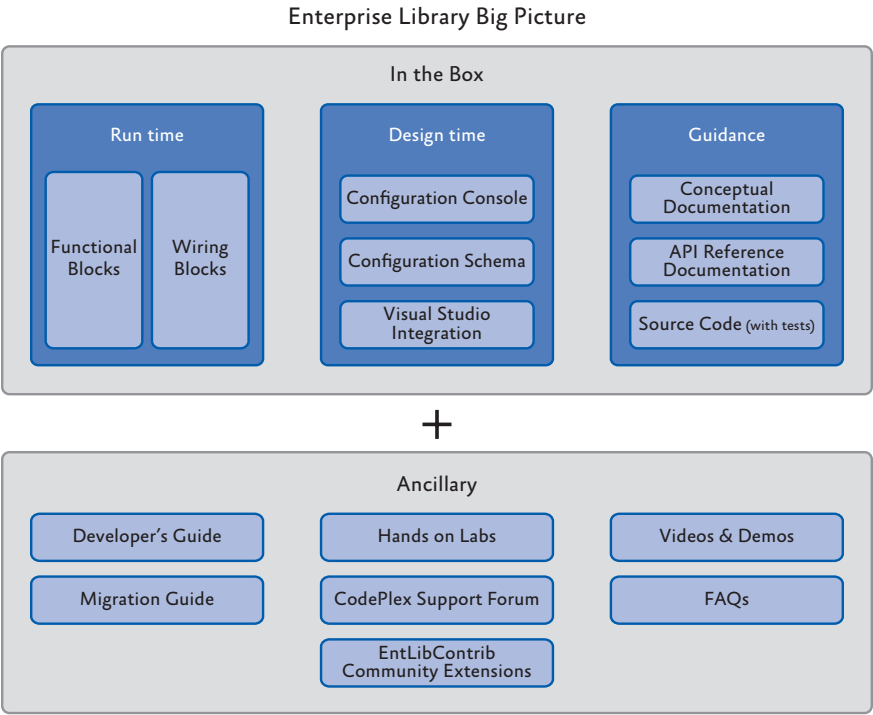 Enterprise Library Big Picture
In the Box
Run time
Functional
Blocks
Wiring
Blocks
Design time
Configuration Console
Configuration Schema
Visual Studio
Integration
Guidance
Conceptual
Documentation
API Reference
Documentation
Source Code (with tests)
+
Ancillary
Developer’s Guide
Hands on Labs
Videos & Demos
Migration Guide
CodePlex Support Forum
FAQs
EntLibContrib
Community Extensions